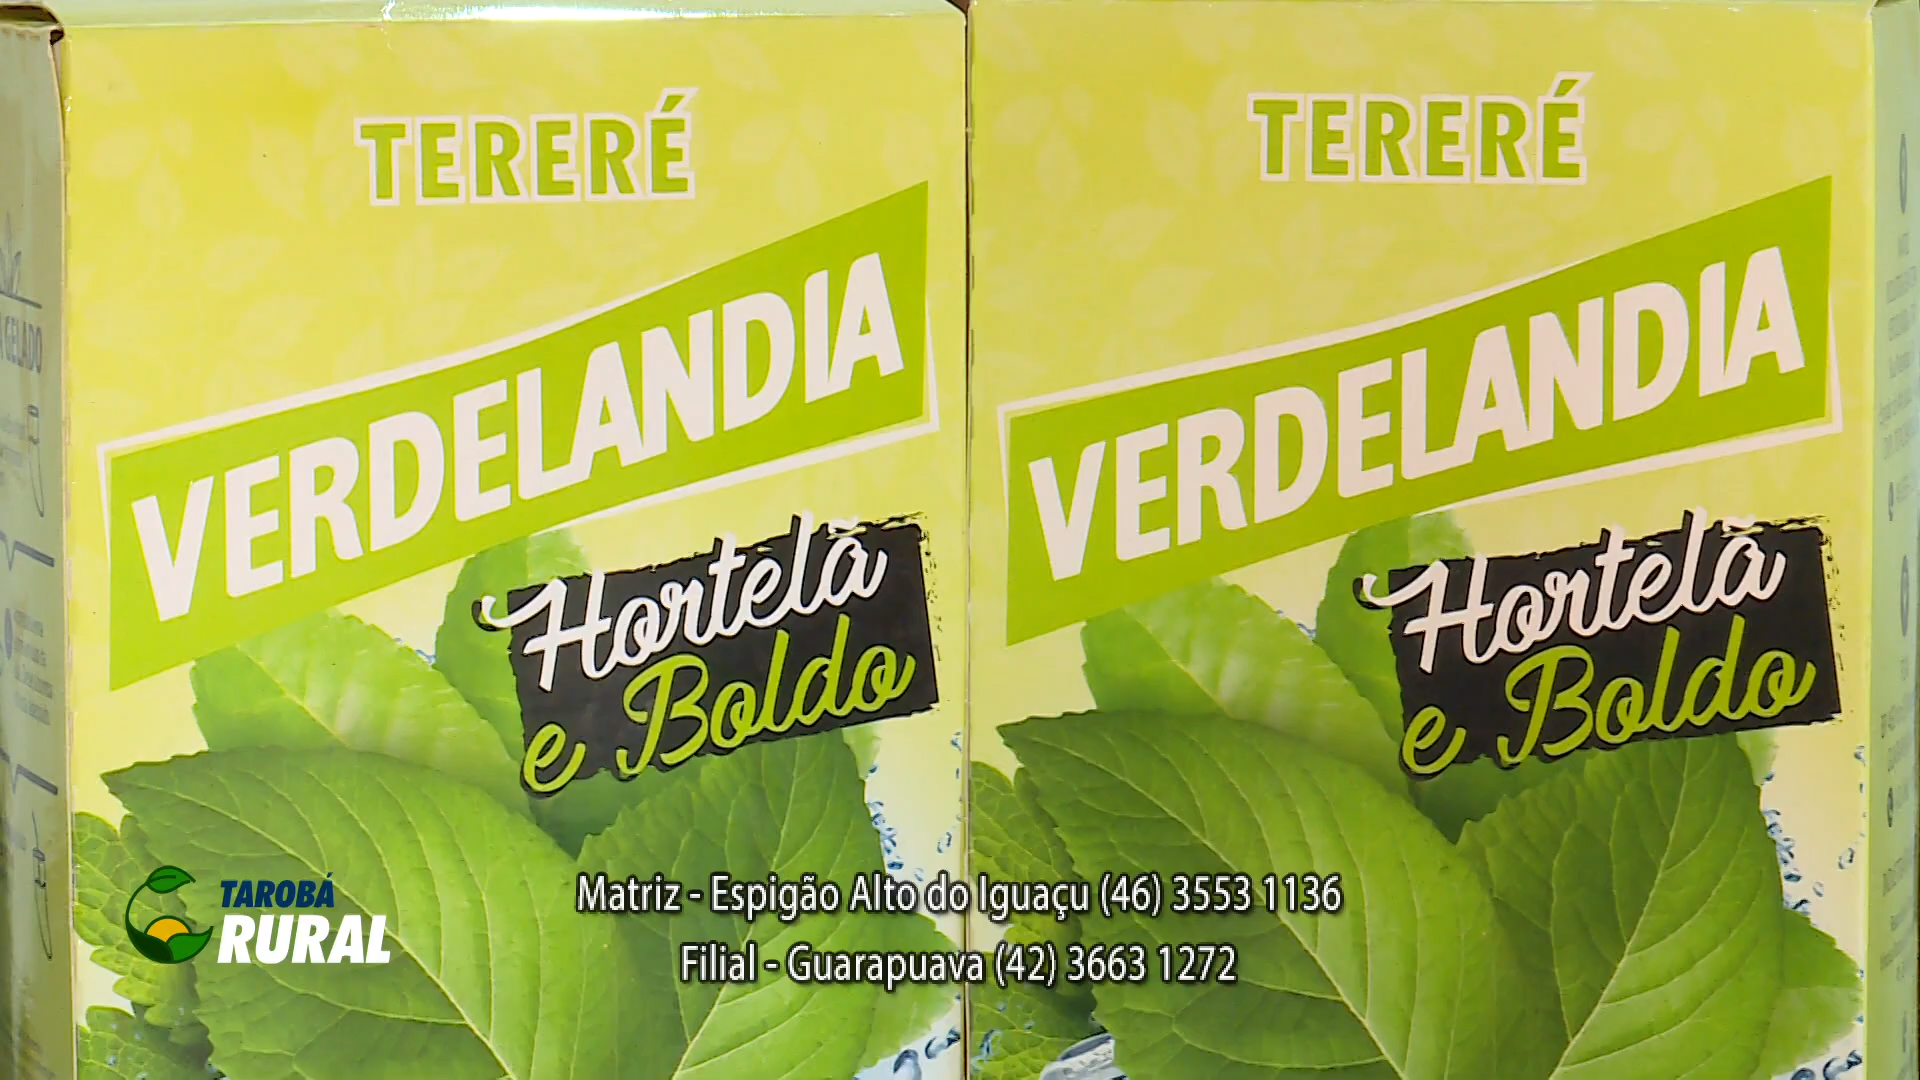 TERERÉ
VERDELANDIA
Hortelã
e Boldo
TERERÉ
VERDELANDIA
Hortelã
e Boldo
GELADO
TAROBÁ
RURAL
Matriz - Espigão Alto do Iguaçu (46) 3553 1136
Filial - Guarapuava (42) 3663 1272